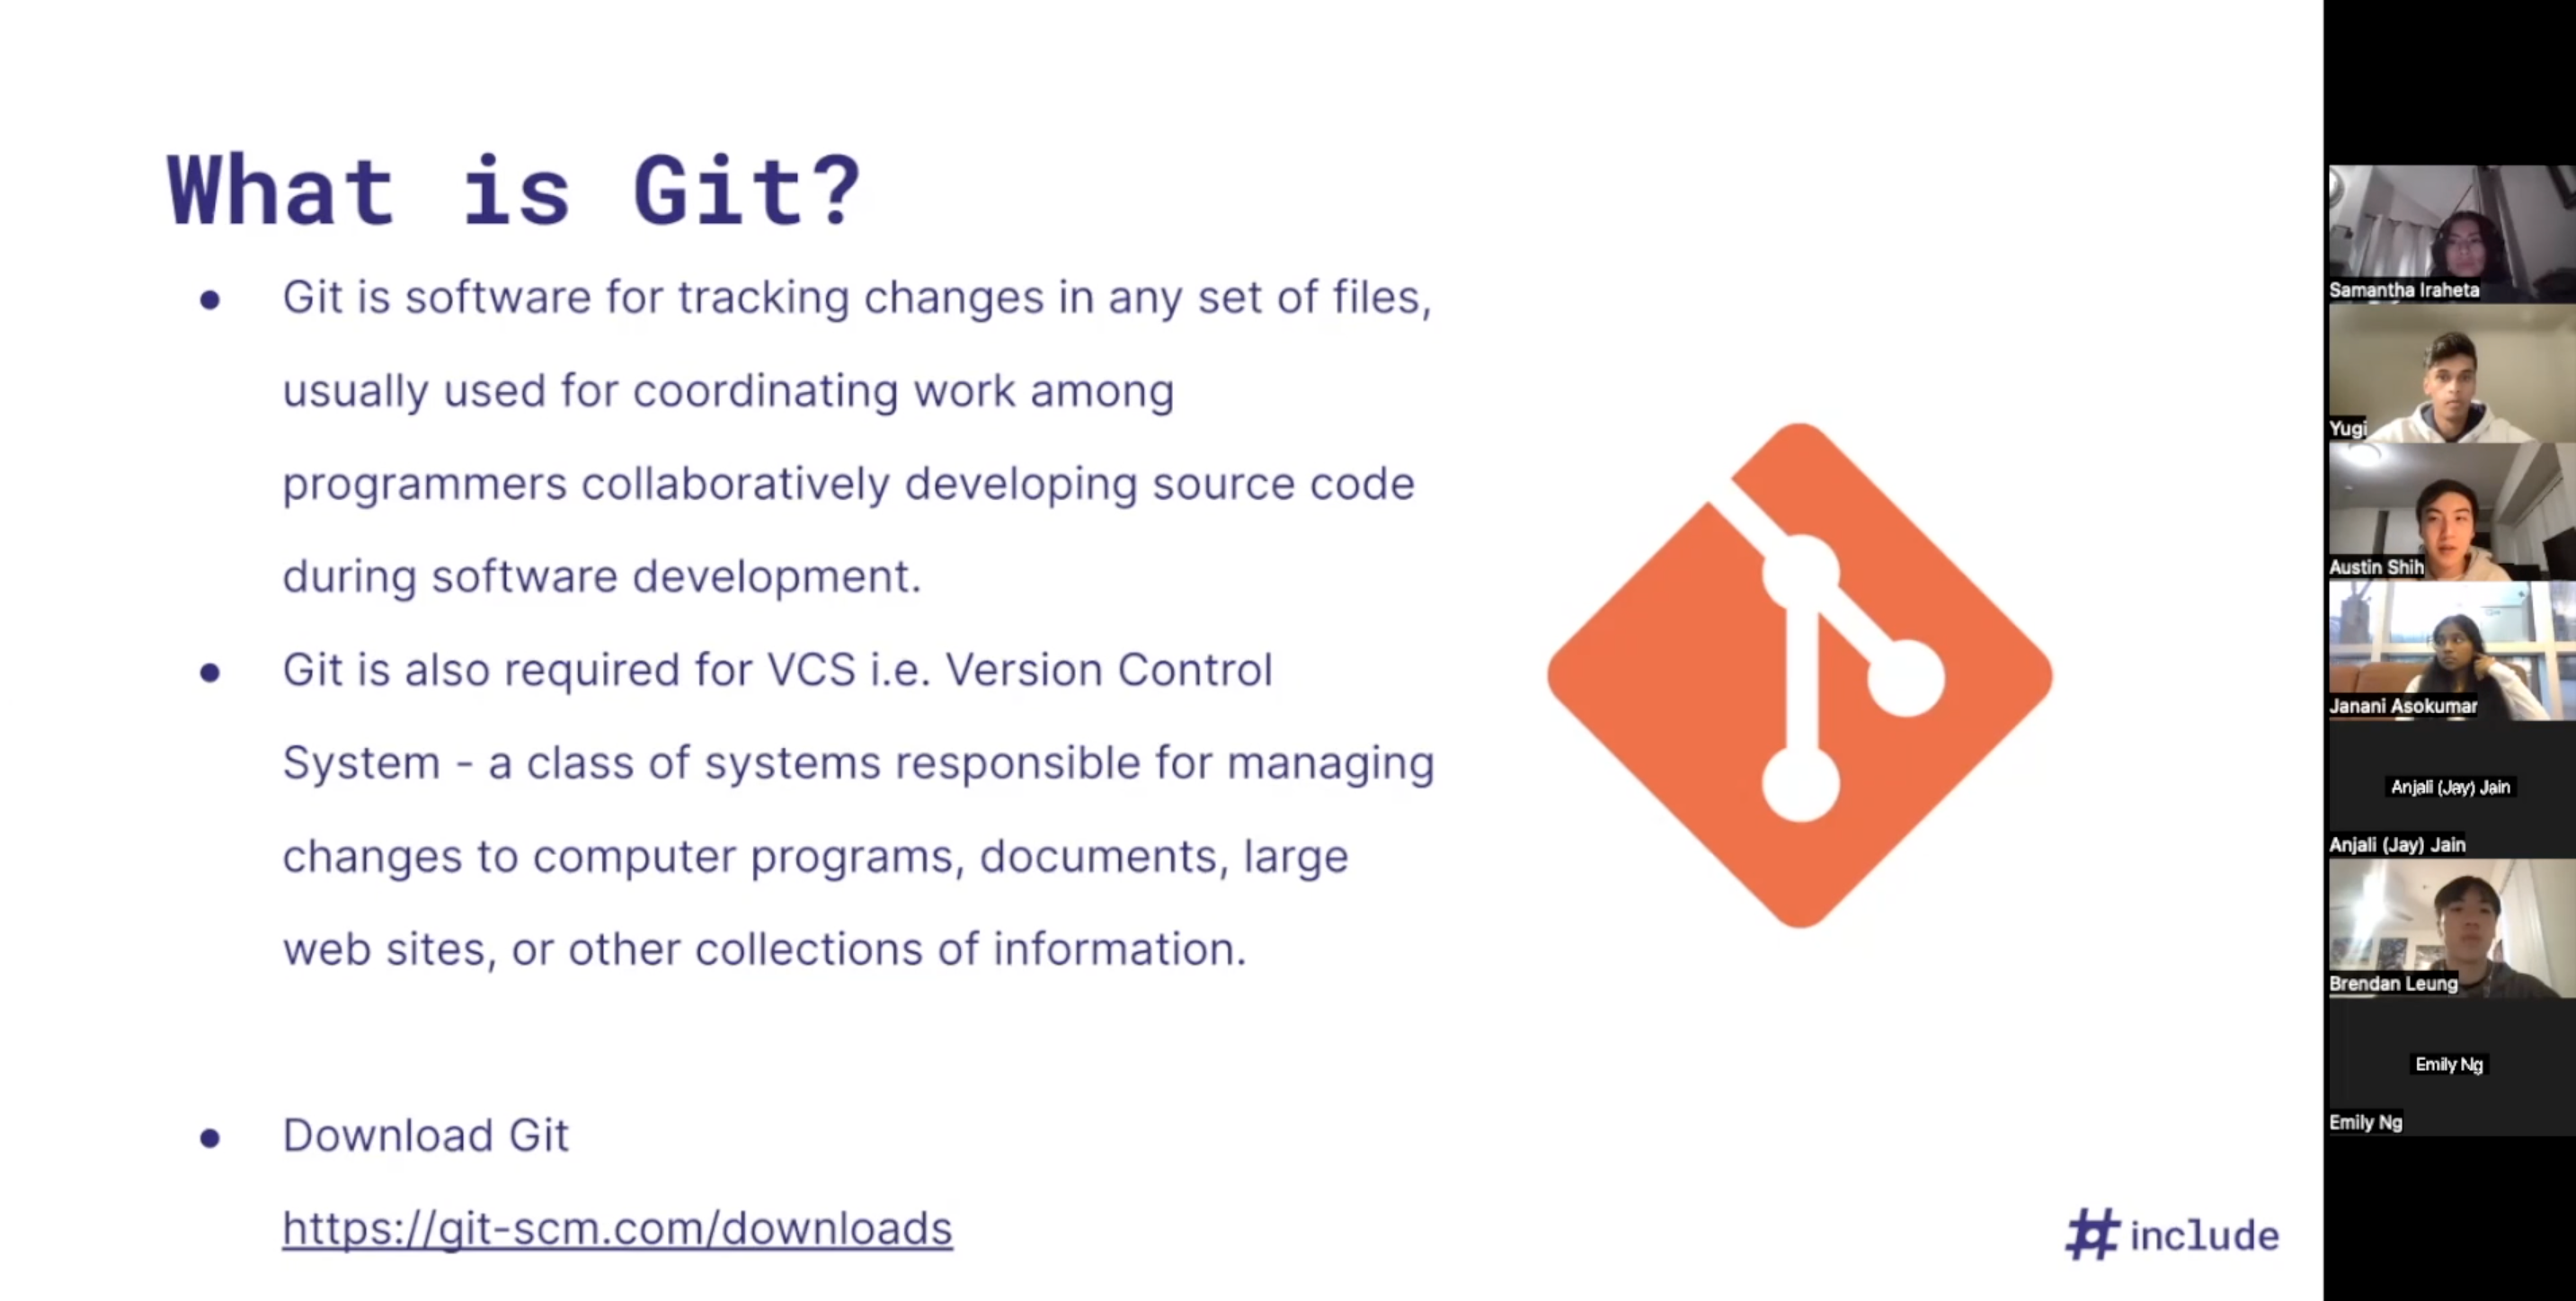 What is Git?
Git is software for tracking changes in any set of files,
usually used for coordinating work among
programmers collaboratively developing source code
during software development.
Git is also required for VCS i.e. Version Control
System - a class of systems responsible for managing
changes to computer programs, documents, large
web sites, or other collections of information.
Download Git
https://git-scm.com/downloads
#include
Samantha Iraheta
Yugi
Austin Shih
Janani Asokumar
Anjali (Jay) Jain
Anjali (Jay) Jain
Brendan Leung
Emily Ng
Emily Ng